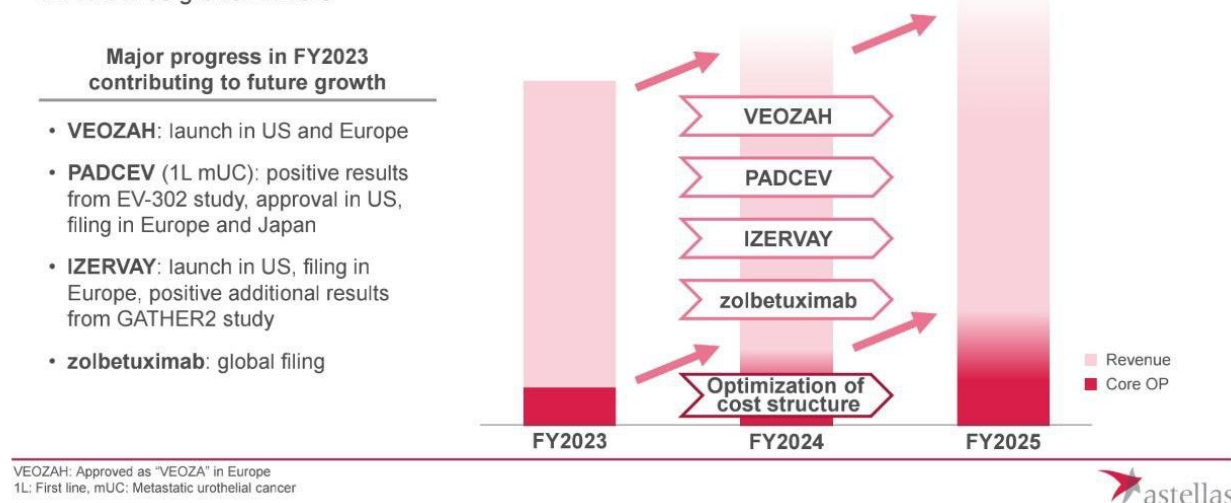 Major progress in FY2023
contributing to future growth
• VEOZAH: launch in US and Europe
• PADCEV (1L mUC): positive results
from EV-302 study, approval in US,
filing in Europe and Japan
• IZERVAY: launch in US, filing in
Europe, positive additional results
from GATHER2 study
• zolbetuximab: global filing
VEOZAH
PADCEV
IZERVAY
zolbetuximab
Optimization of
cost structure
Revenue
Core OP
FY2023
FY2024
FY2025
VEOZAH: Approved as “VEOZA” in Europe
1L: First line, mUC: Metastatic urothelial cancer
astellas